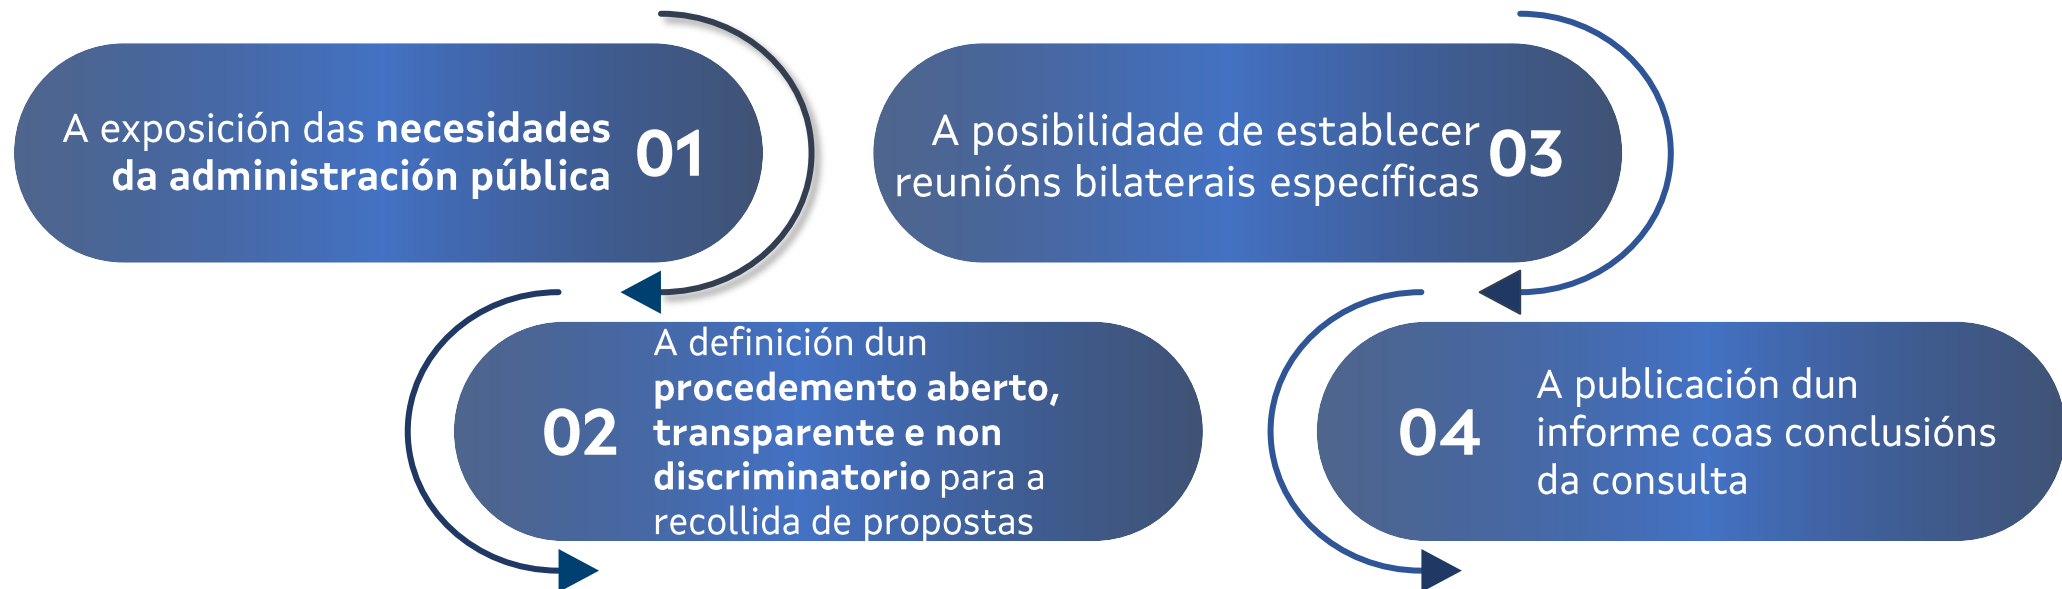 A exposición das necesidades
da administración pública
01
A definición dun
procedemento aberto,
transparente e non
discriminatorio para a
recollida de propostas
02
A posibilidade de establecer
reunións bilaterais específicas
03
A publicación dun
informe coas conclusións
da consulta
04